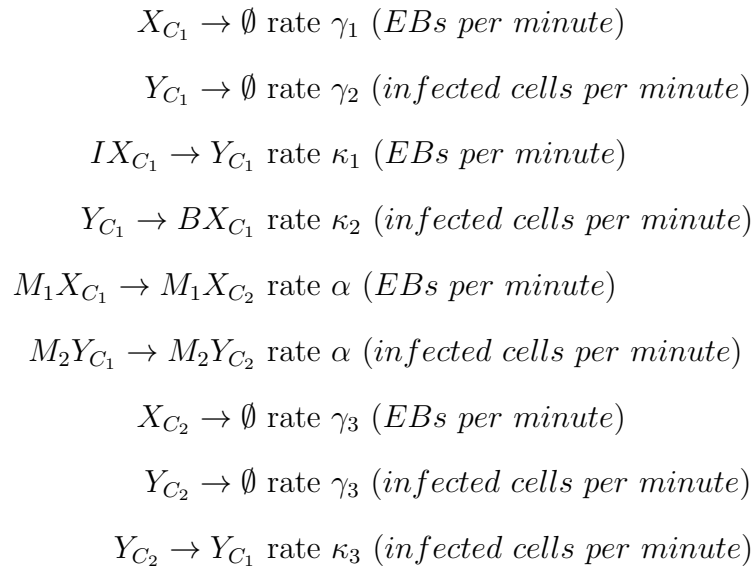 X_{C_1} → ∅ rate γ_1 (EBs per minute)
Y_{C_1} → ∅ rate γ_2 (infected cells per minute)
IX_{C_1} → Y_{C_1} rate κ_1 (EBs per minute)
Y_{C_1} → BX_{C_1} rate κ_2 (infected cells per minute)
M_1X_{C_1} → M_1X_{C_2} rate α (EBs per minute)
M_2Y_{C_1} → M_2Y_{C_2} rate α (infected cells per minute)
X_{C_2} → ∅ rate γ_3 (EBs per minute)
Y_{C_2} → ∅ rate γ_3 (infected cells per minute)
Y_{C_2} → Y_{C_1} rate κ_3 (infected cells per minute)